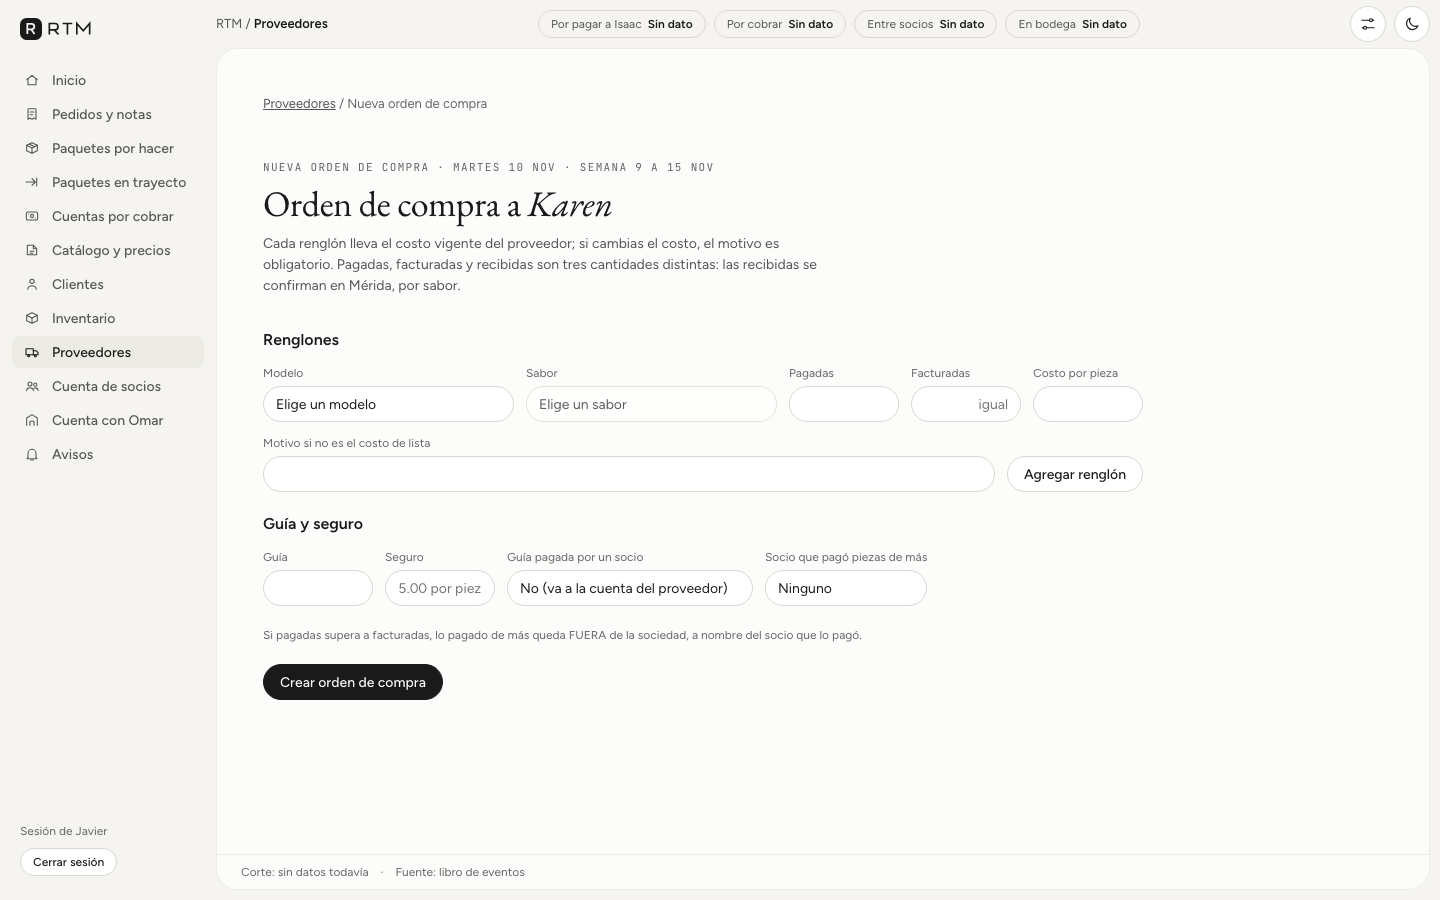 R RTM
RTM / Proveedores
Por pagar a Isaac Sin dato
Por cobrar Sin dato
Entre socios Sin dato
En bodega Sin dato
Inicio
Pedidos y notas
Paquetes por hacer
Paquetes en trayecto
Cuentas por cobrar
Catálogo y precios
Clientes
Inventario
Proveedores
Cuenta de socios
Cuenta con Omar
Avisos
Sesión de Javier
Cerrar sesión
Proveedores / Nueva orden de compra
NUEVA ORDEN DE COMPRA · MARTES 10 NOV · SEMANA 9 A 15 NOV
Orden de compra a Karen
Cada renglón lleva el costo vigente del proveedor; si cambias el costo, el motivo es
obligatorio. Pagadas, facturadas y recibidas son tres cantidades distintas: las recibidas se
confirman en Mérida, por sabor.
Renglones
Modelo Sabor Pagadas Facturadas Costo por pieza
Elige un modelo Elige un sabor igual
Motivo si no es el costo de lista
Agregar renglón
Guía y seguro
Guía Seguro Guía pagada por un socio Socio que pagó piezas de más
5.00 por piez No (va a la cuenta del proveedor) Ninguno
Si pagadas supera a facturadas, lo pagado de más queda FUERA de la sociedad, a nombre del socio que lo pagó.
Crear orden de compra
Corte: sin datos todavía · Fuente: libro de eventos